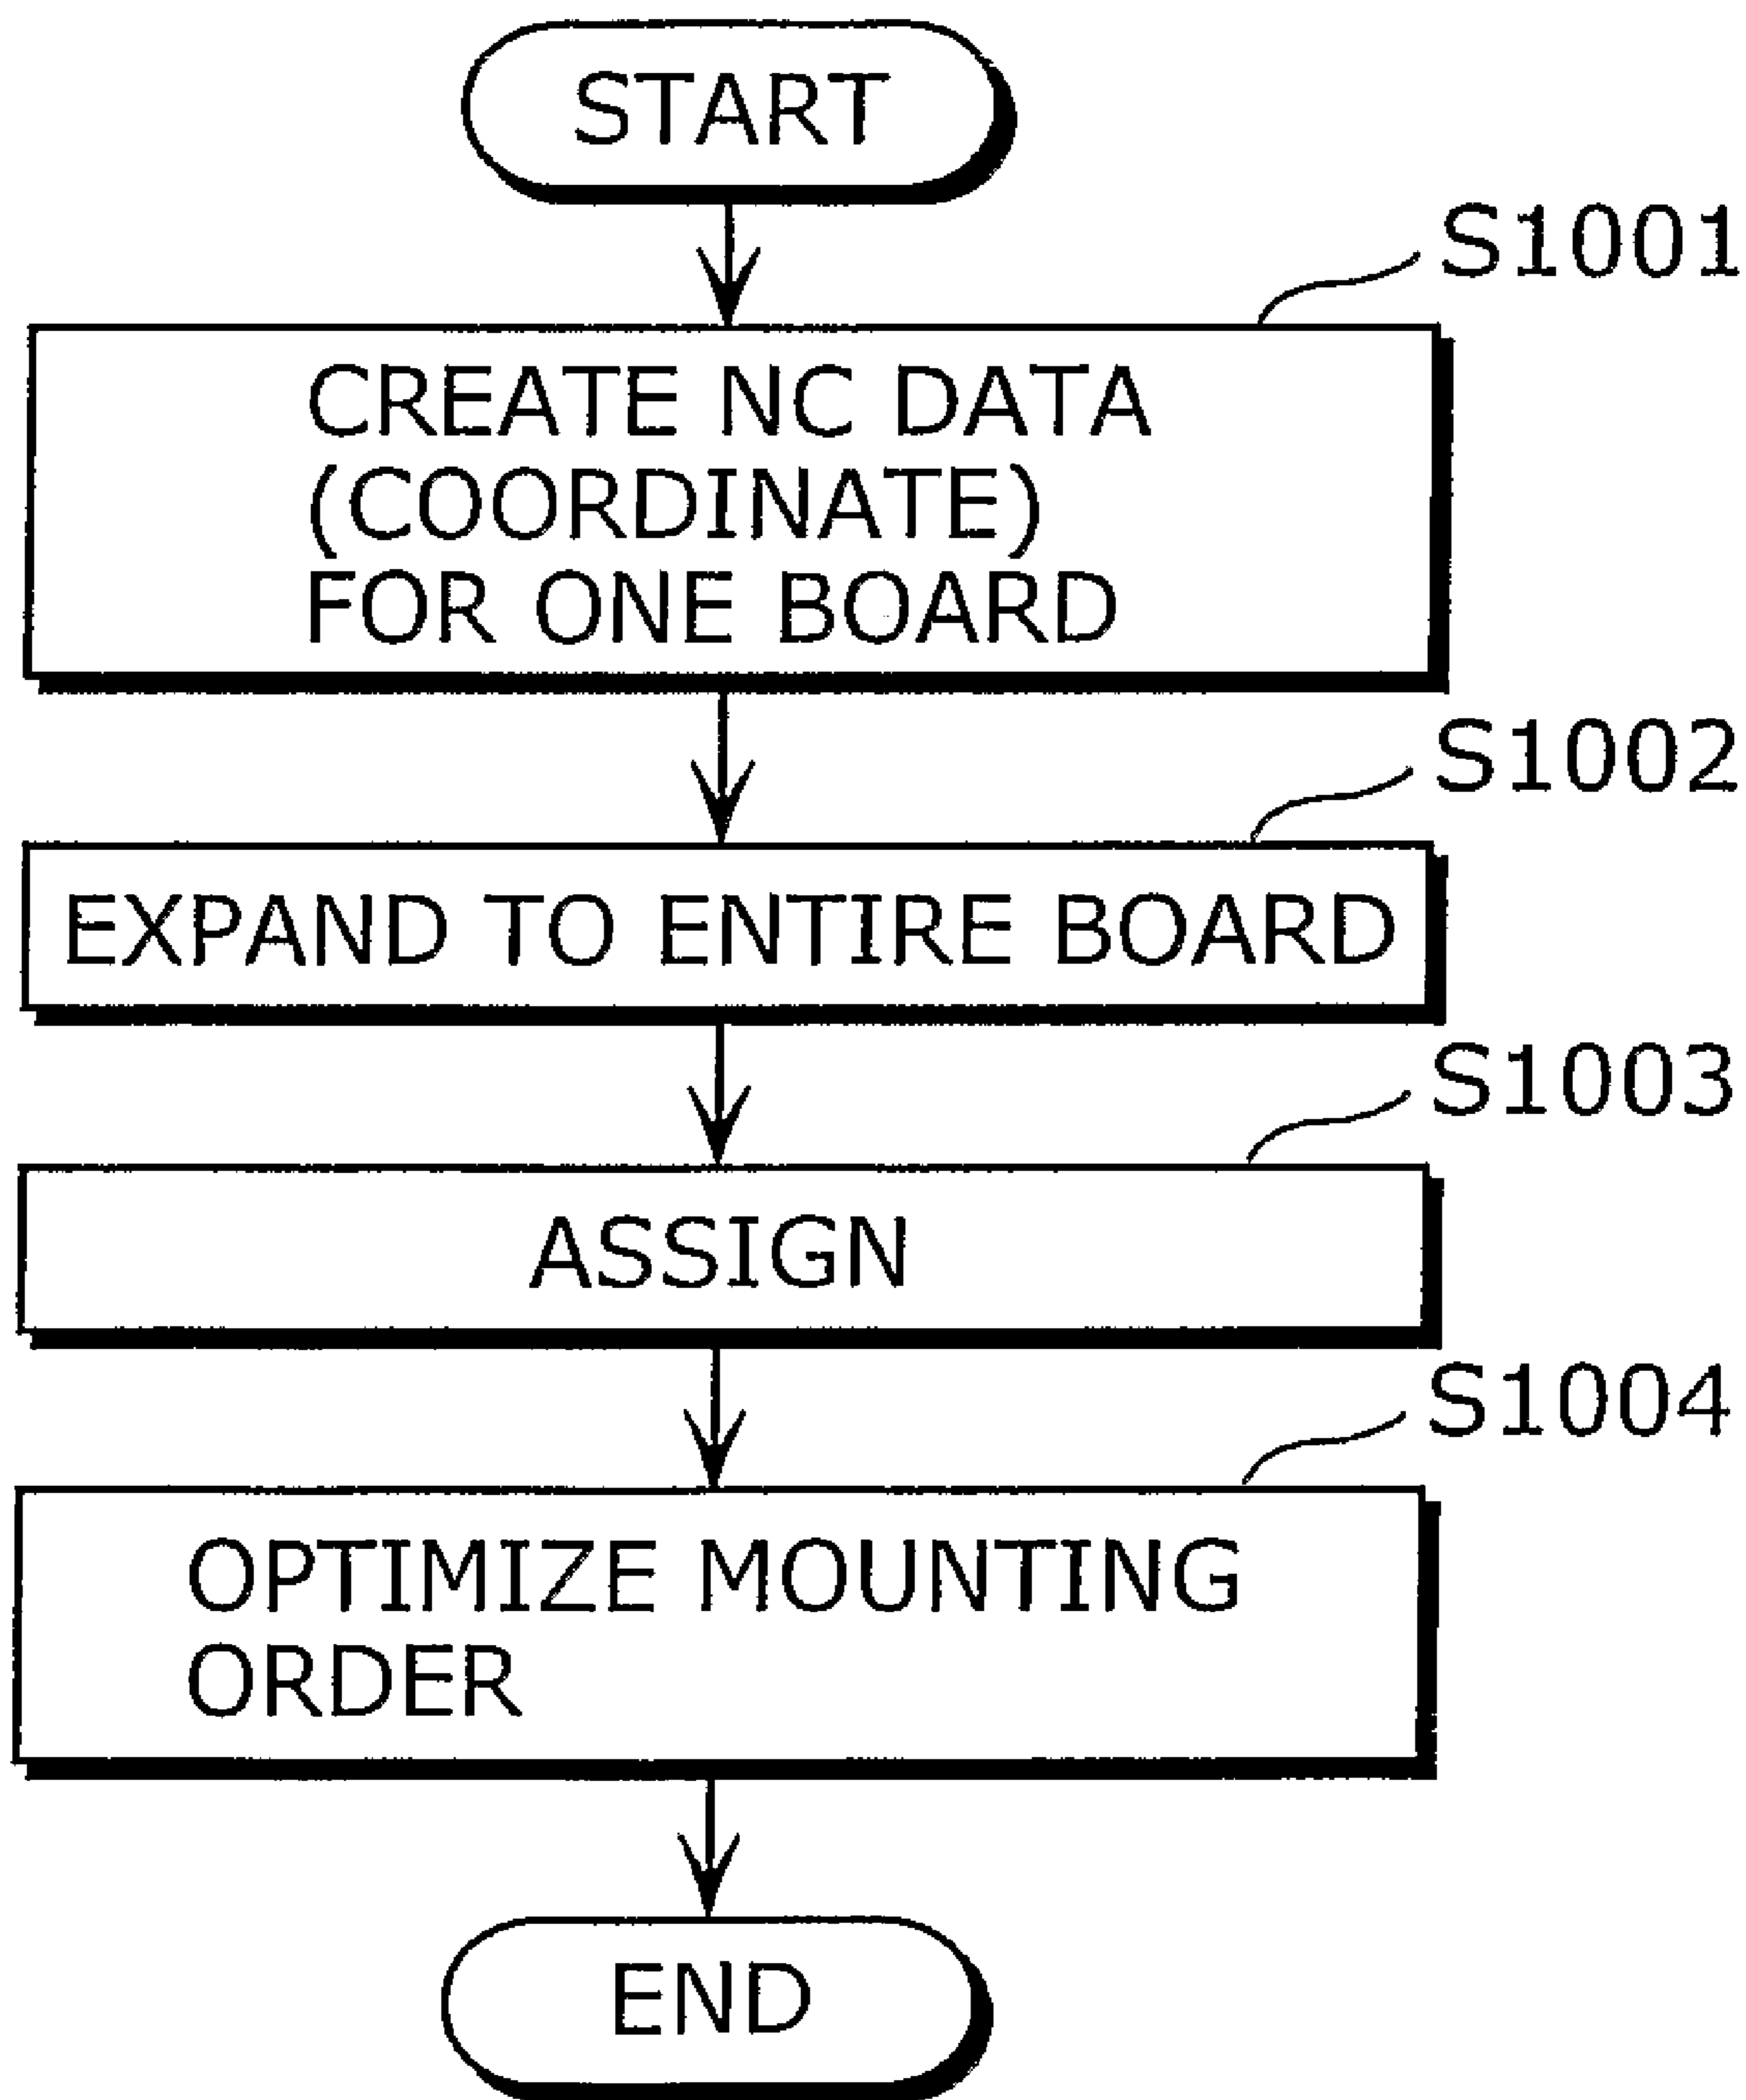 START
S1001
CREATE NC DATA
(COORDINATE)
FOR ONE BOARD
S1002
EXPAND TO ENTIRE BOARD
S1003
ASSIGN
S1004
OPTIMIZE MOUNTING
ORDER
END